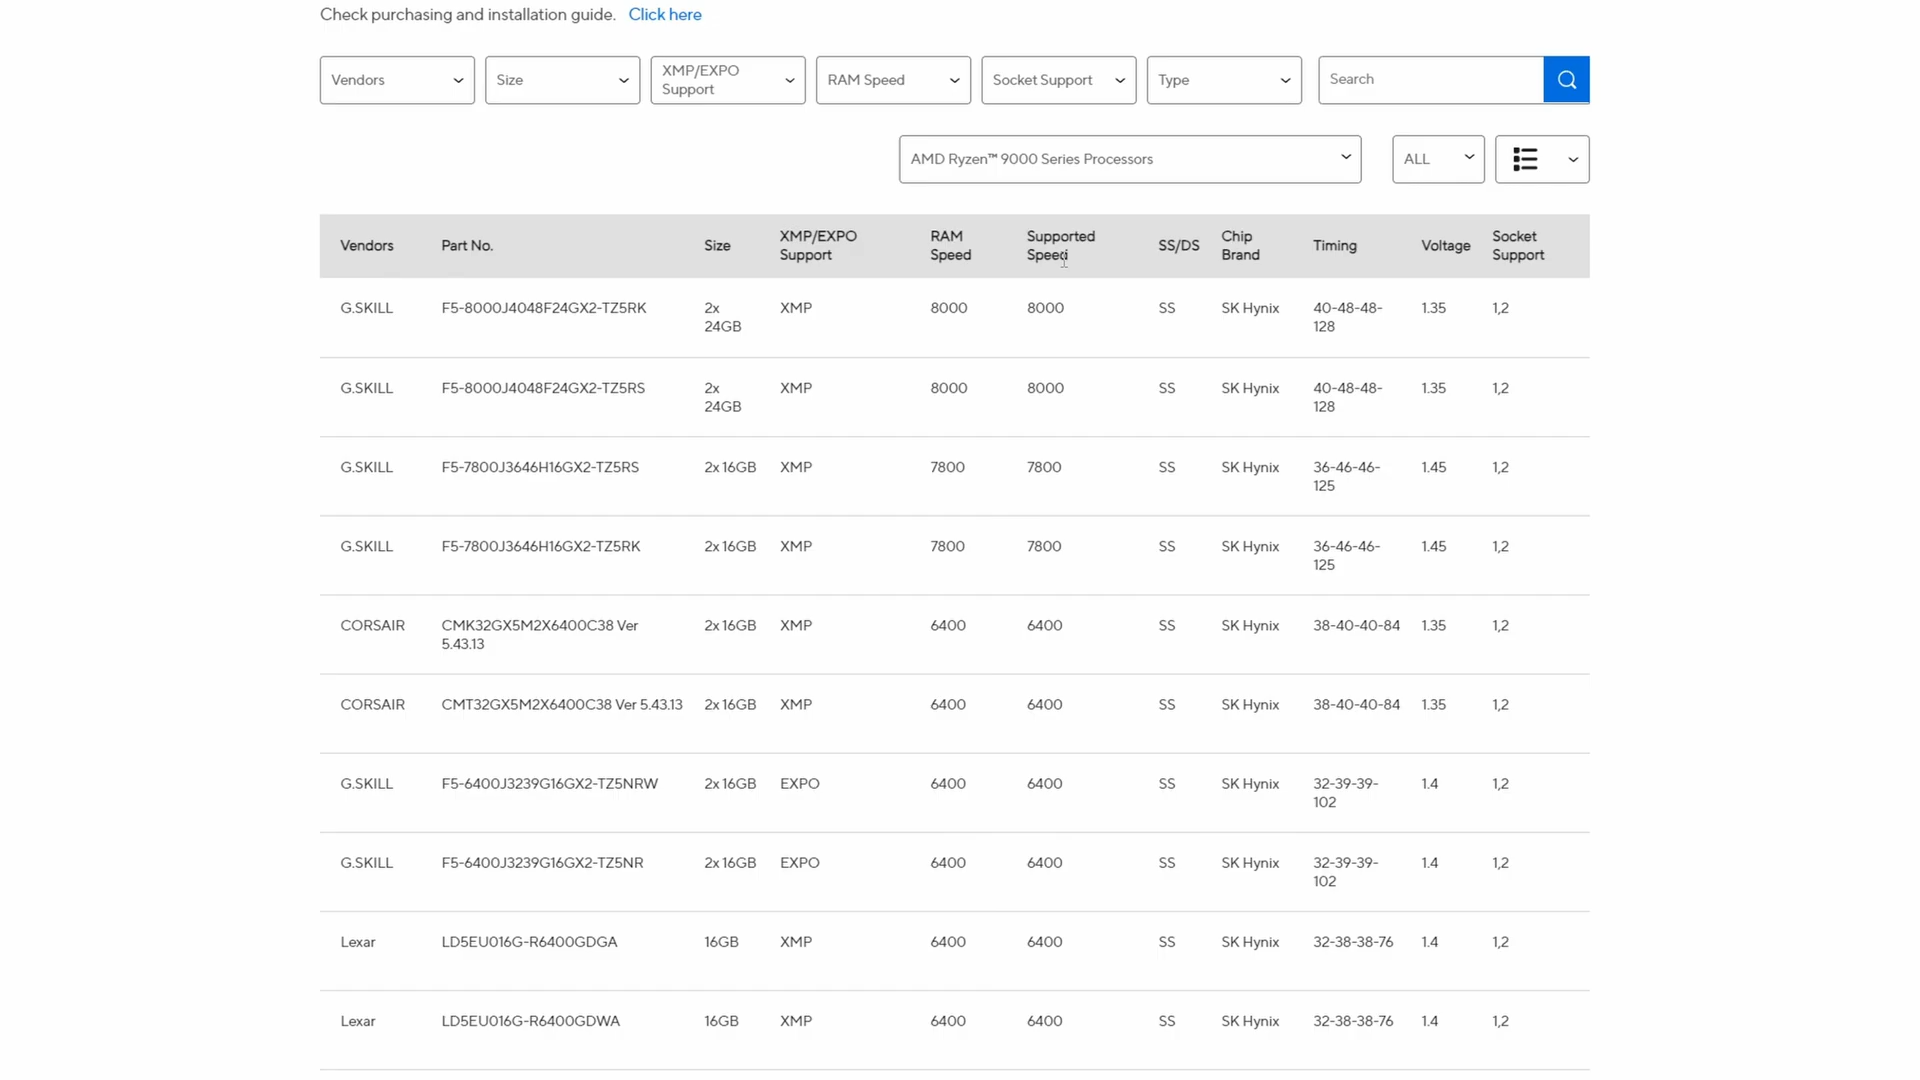 Check purchasing and installation guide. Click here
Vendors Size XMP/EXPO Support RAM Speed Socket Support Type Search
AMD Ryzen™ 9000 Series Processors ALL
Vendors Part No. Size XMP/EXPO Support RAM Speed Supported Speed SS/DS Chip Brand Timing Voltage Socket Support
G.SKILL F5-8000J4048F24GX2-TZ5RK 2x 24GB XMP 8000 8000 SS SK Hynix 40-48-48-128 1.35 1,2
G.SKILL F5-8000J4048F24GX2-TZ5RS 2x 24GB XMP 8000 8000 SS SK Hynix 40-48-48-128 1.35 1,2
G.SKILL F5-7800J3646H16GX2-TZ5RS 2x 16GB XMP 7800 7800 SS SK Hynix 36-46-46-125 1.45 1,2
G.SKILL F5-7800J3646H16GX2-TZ5RK 2x 16GB XMP 7800 7800 SS SK Hynix 36-46-46-125 1.45 1,2
CORSAIR CMK32GX5M2X6400C38 Ver 5.43.13 2x 16GB XMP 6400 6400 SS SK Hynix 38-40-40-84 1.35 1,2
CORSAIR CMT32GX5M2X6400C38 Ver 5.43.13 2x 16GB XMP 6400 6400 SS SK Hynix 38-40-40-84 1.35 1,2
G.SKILL F5-6400J3239G16GX2-TZ5NRW 2x 16GB EXPO 6400 6400 SS SK Hynix 32-39-39-102 1.4 1,2
G.SKILL F5-6400J3239G16GX2-TZ5NR 2x 16GB EXPO 6400 6400 SS SK Hynix 32-39-39-102 1.4 1,2
Lexar LD5EU016G-R6400GDGA 16GB XMP 6400 6400 SS SK Hynix 32-38-38-76 1.4 1,2
Lexar LD5EU016G-R6400GDWA 16GB XMP 6400 6400 SS SK Hynix 32-38-38-76 1.4 1,2